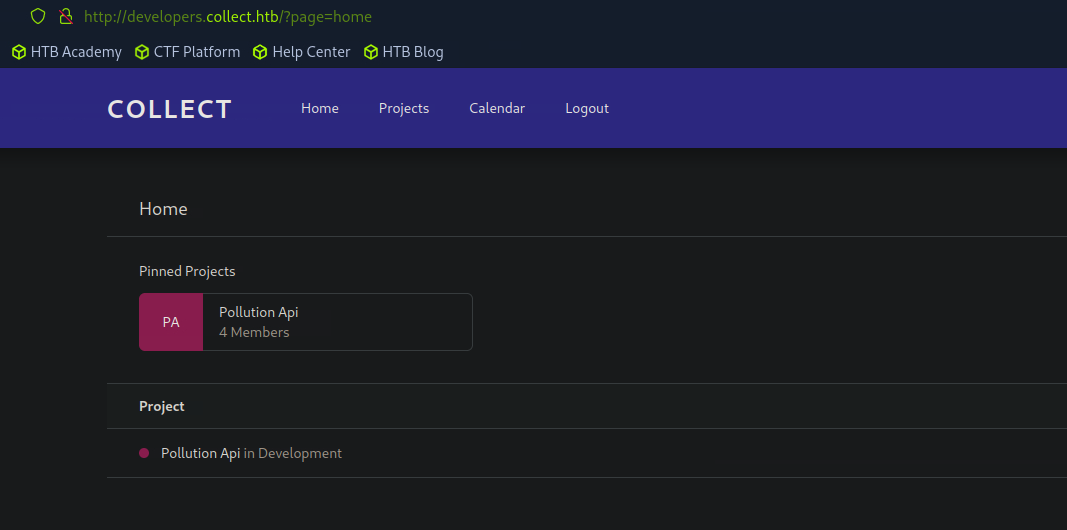 http://developers.collect.htb/?page=home
HTB Academy CTF Platform Help Center HTB Blog
COLLECT Home Projects Calendar Logout
Home
Pinned Projects
PA
Pollution Api
4 Members
Project
Pollution Api in Development